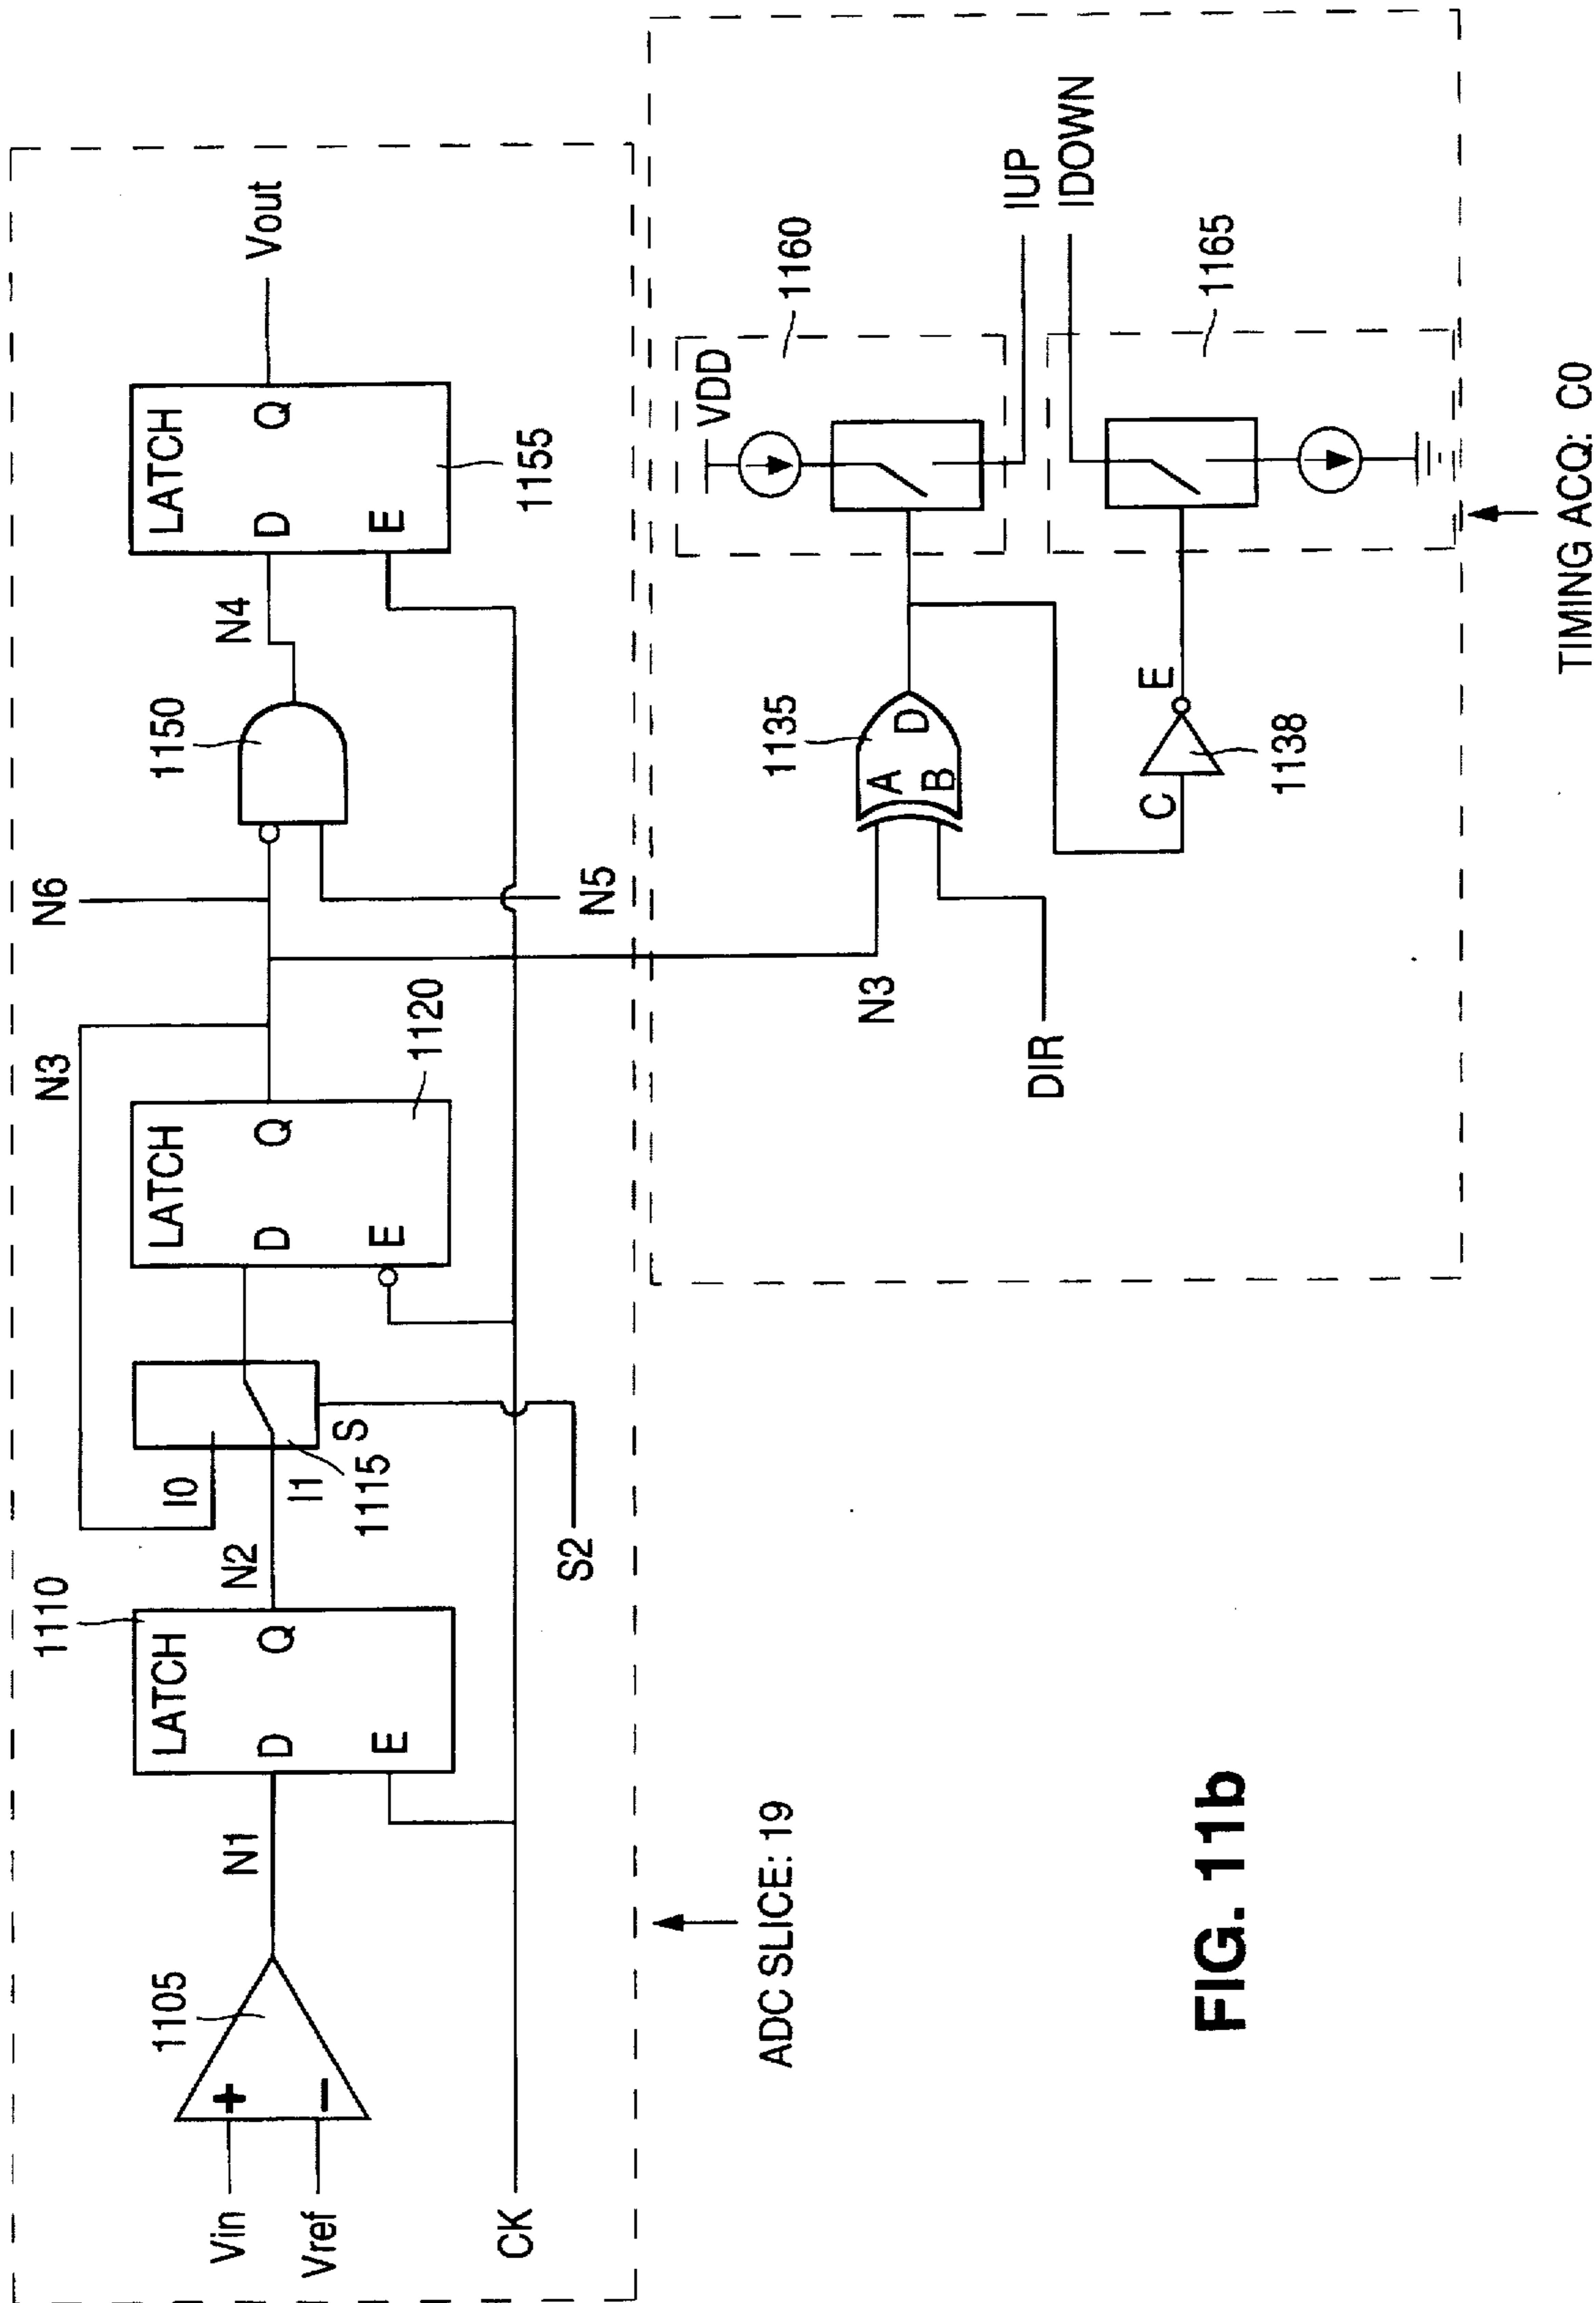 Vin
Vref
CK
1105
+
−
N1
1110
LATCH
D
Q
E
N2
I0
I1
S
1115
S2
N3
LATCH
D
Q
E
1120
N6
N5
1150
N4
LATCH
D
Q
E
1155
Vout
ADC SLICE: 19
N3
DIR
1135
A
B
D
C
E
1138
VDD
1160
IUP
IDOWN
1165
TIMING ACQ: C0
FIG. 11b